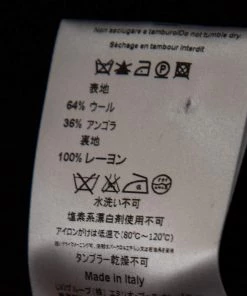 Non asciugare a tamburo/Do not tumble dry.
Séchage en tambour interdit
表地
64% ウール
36% アンゴラ
裏地
100% レーヨン
水洗い不可
塩素系漂白剤使用不可
アイロンがけは低温で(80℃～120℃)
タンブラー乾燥不可
Made in Italy